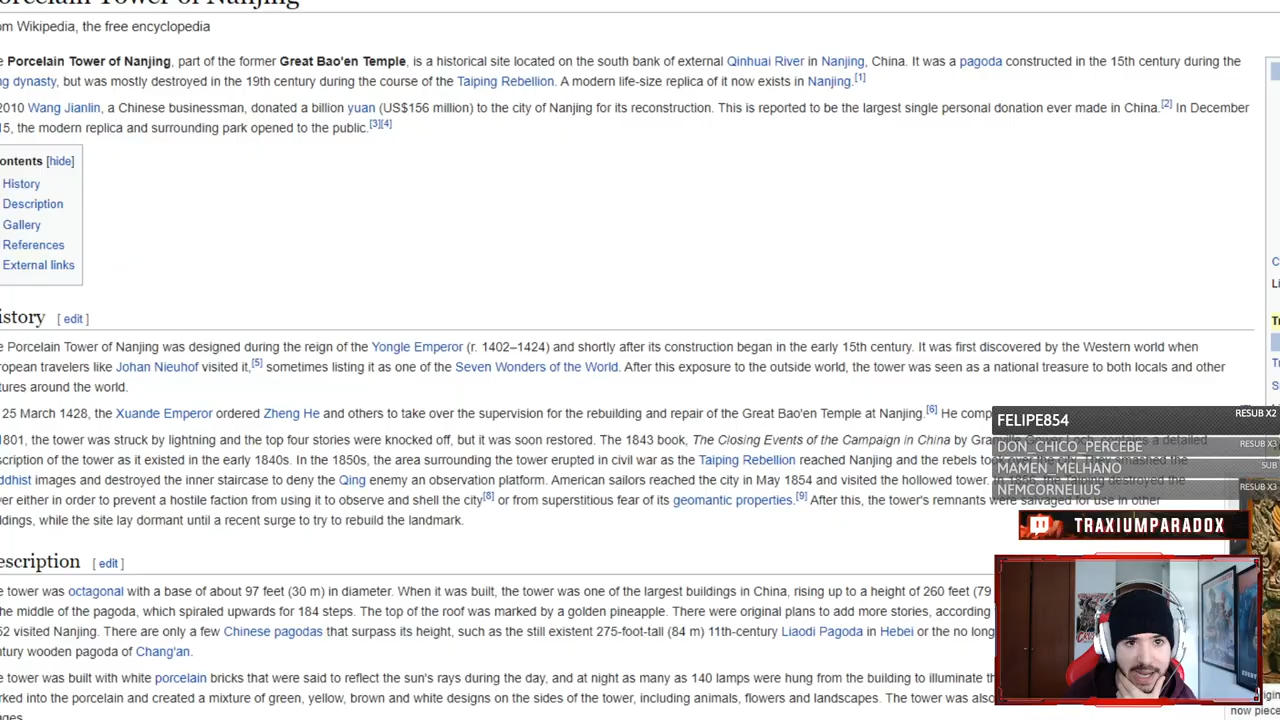 orcelain Tower of Nanjing
om Wikipedia, the free encyclopedia
e Porcelain Tower of Nanjing, part of the former Great Bao'en Temple, is a historical site located on the south bank of external Qinhuai River in Nanjing, China. It was a pagoda constructed in the 15th century during the
ng dynasty, but was mostly destroyed in the 19th century during the course of the Taiping Rebellion. A modern life-size replica of it now exists in Nanjing.[1]
2010 Wang Jianlin, a Chinese businessman, donated a billion yuan (US$156 million) to the city of Nanjing for its reconstruction. This is reported to be the largest single personal donation ever made in China.[2] In December
15, the modern replica and surrounding park opened to the public.[3][4]
ontents [hide]
History
Description
Gallery
References
External links
istory [ edit ]
e Porcelain Tower of Nanjing was designed during the reign of the Yongle Emperor (r. 1402–1424) and shortly after its construction began in the early 15th century. It was first discovered by the Western world when
ropean travelers like Johan Nieuhof visited it,[5] sometimes listing it as one of the Seven Wonders of the World. After this exposure to the outside world, the tower was seen as a national treasure to both locals and other
tures around the world.
25 March 1428, the Xuande Emperor ordered Zheng He and others to take over the supervision for the rebuilding and repair of the Great Bao'en Temple at Nanjing.[6] He comp
1801, the tower was struck by lightning and the top four stories were knocked off, but it was soon restored. The 1843 book, The Closing Events of the Campaign in China by Gran a detailed
scription of the tower as it existed in the early 1840s. In the the area surrounding the tower erupted in civil war as the Taiping Rebellion reached Nanjing and the rebels
ddhist images and destroyed the inner staircase to deny the Qing enemy an observation platform. American sailors reached the city in May 1854 and visited the hollowed tower. In 1856, the Taiping destroyed the
er either in order to prevent a hostile faction from using it to observe and shell the city[8] or from superstitious fear of its geomantic properties.[9] After this, the tower's remnants were salvaged for use in other
ldings, while the site lay dormant until a recent surge to try to rebuild the landmark.
escription [ edit ]
e tower was octagonal with a base of about 97 feet (30 m) in diameter. When it was built, the tower was one of the largest buildings in China, rising up to a height of 260 feet (79
the middle of the pagoda, which spiraled upwards for 184 steps. The top of the roof was marked by a golden pineapple. There were original plans to add more stories, according
52 visited Nanjing. There are only a few Chinese pagodas that surpass its height, such as the still existent 275-foot-tall (84 m) 11th-century Liaodi Pagoda in Hebei or the no long
ntury wooden pagoda of Chang'an.
e tower was built with white porcelain bricks that were said to reflect the sun's rays during the day, and at night as many as 140 lamps were hung from the building to illuminate th
rked into the porcelain and created a mixture of green, yellow, brown and white designs on the sides of the tower, including animals, flowers and landscapes. The tower was also
ages.
FELIPE854 RESUB X2
DON_CHICO_PERCEBE RESUB X3
MAMEN_MELHANO SUB
NFMCORNELIUS RESUB X3
TRAXIUMPARADOX
now piece